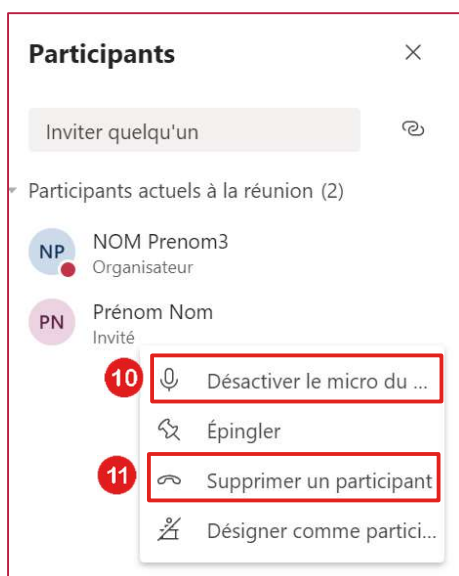 Participants
Inviter quelqu'un
Participants actuels à la réunion (2)
NP
NOM Prenom3
Organisateur
PN
Prénom Nom
Invité
10 Désactiver le micro du ...
Épingler
11 Supprimer un participant
Désigner comme partici...